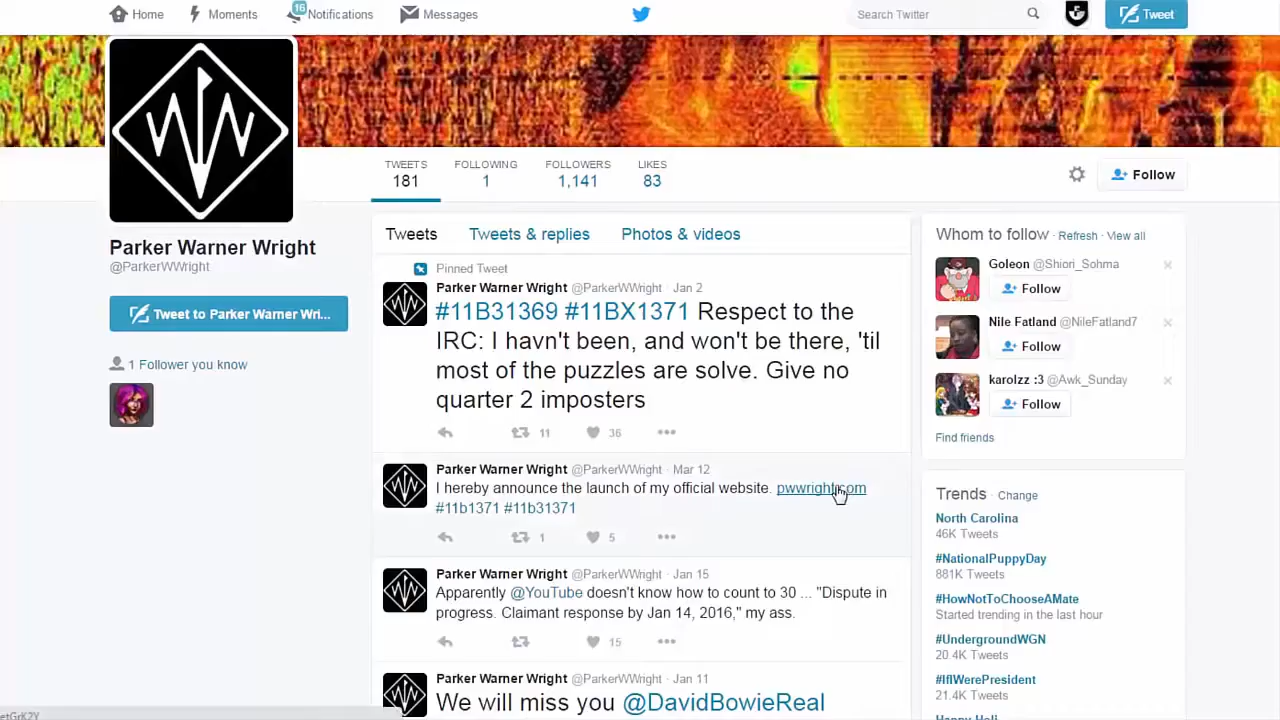 Home Moments 16 Notifications Messages Search Twitter Tweet
TWEETS FOLLOWING FOLLOWERS LIKES
181 1 1,141 83 Follow
Parker Warner Wright
@ParkerWWright
Tweet to Parker Warner Wri...
1 Follower you know
Tweets Tweets & replies Photos & videos
Pinned Tweet
Parker Warner Wright @ParkerWWright · Jan 2
#11B31369 #11BX1371 Respect to the
IRC: I havn't been, and won't be there, 'til
most of the puzzles are solve. Give no
quarter 2 imposters
11 36
Parker Warner Wright @ParkerWWright · Mar 12
I hereby announce the launch of my official website. pwwright.com
#11b1371 #11b31371
1 5
Parker Warner Wright @ParkerWWright · Jan 15
Apparently @YouTube doesn't know how to count to 30 ... "Dispute in
progress. Claimant response by Jan 14, 2016," my ass.
15
Parker Warner Wright @ParkerWWright · Jan 11
We will miss you @DavidBowieReal
Whom to follow · Refresh · View all
Goleon @Shiori_Sohma
Follow
Nile Fatland @NileFatland7
Follow
karolzz :3 @Awk_Sunday
Follow
Find friends
Trends · Change
North Carolina
46K Tweets
#NationalPuppyDay
881K Tweets
#HowNotToChooseAMate
Started trending in the last hour
#UndergroundWGN
20.4K Tweets
#IfIWerePresident
21.4K Tweets
Happy Holi